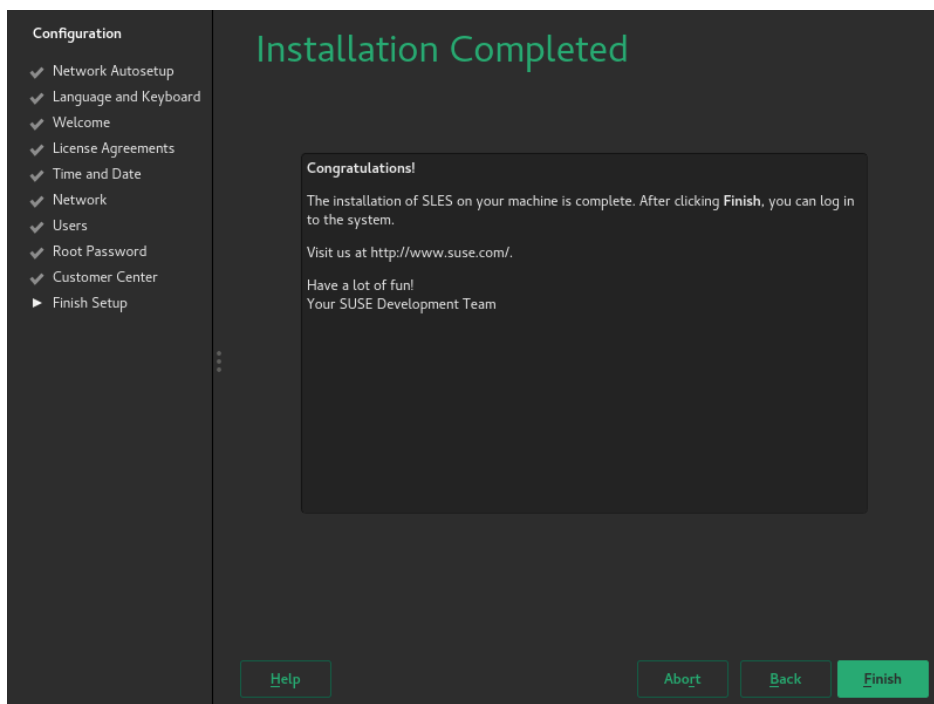 Configuration
Network Autosetup
Language and Keyboard
Welcome
License Agreements
Time and Date
Network
Users
Root Password
Customer Center
Finish Setup
Installation Completed
Congratulations!
The installation of SLES on your machine is complete. After clicking Finish, you can log in
to the system.
Visit us at http://www.suse.com/.
Have a lot of fun!
Your SUSE Development Team
Help
Abort
Back
Finish